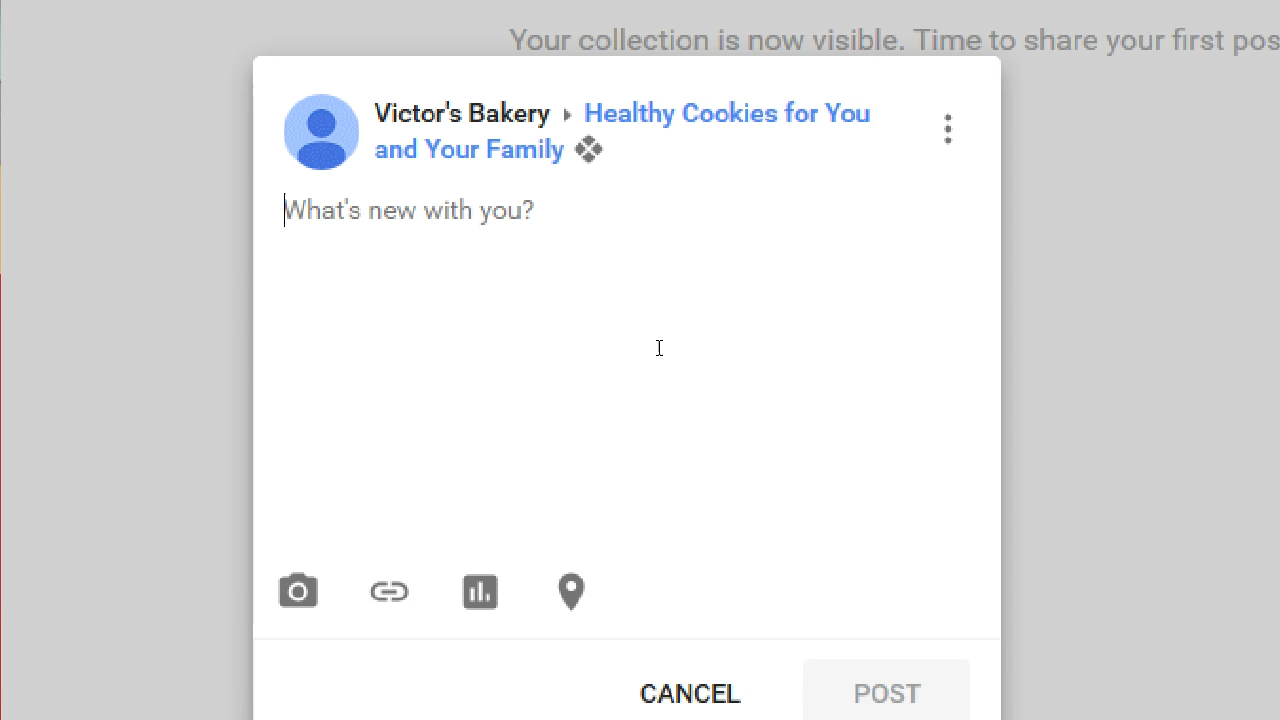 Your collection is now visible. Time to share your first pos
Victor's Bakery Healthy Cookies for You
and Your Family
What's new with you?
CANCEL POST